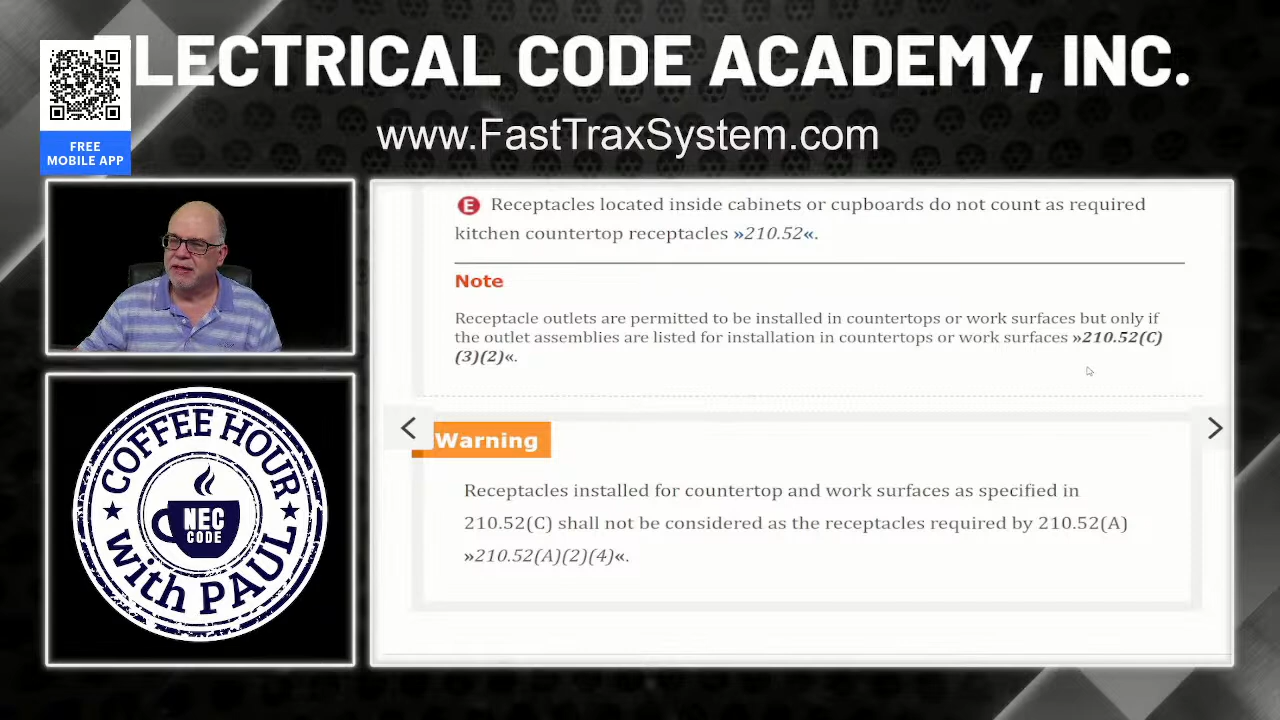 ELECTRICAL CODE ACADEMY, INC.
www.FastTraxSystem.com
FREE
MOBILE APP
E Receptacles located inside cabinets or cupboards do not count as required
kitchen countertop receptacles »210.52«.
Note
Receptacle outlets are permitted to be installed in countertops or work surfaces but only if
the outlet assemblies are listed for installation in countertops or work surfaces »210.52(C)
(3)(2)«.
Warning
Receptacles installed for countertop and work surfaces as specified in
210.52(C) shall not be considered as the receptacles required by 210.52(A)
»210.52(A)(2)(4)«.
COFFEE HOUR
NEC
CODE
with PAUL